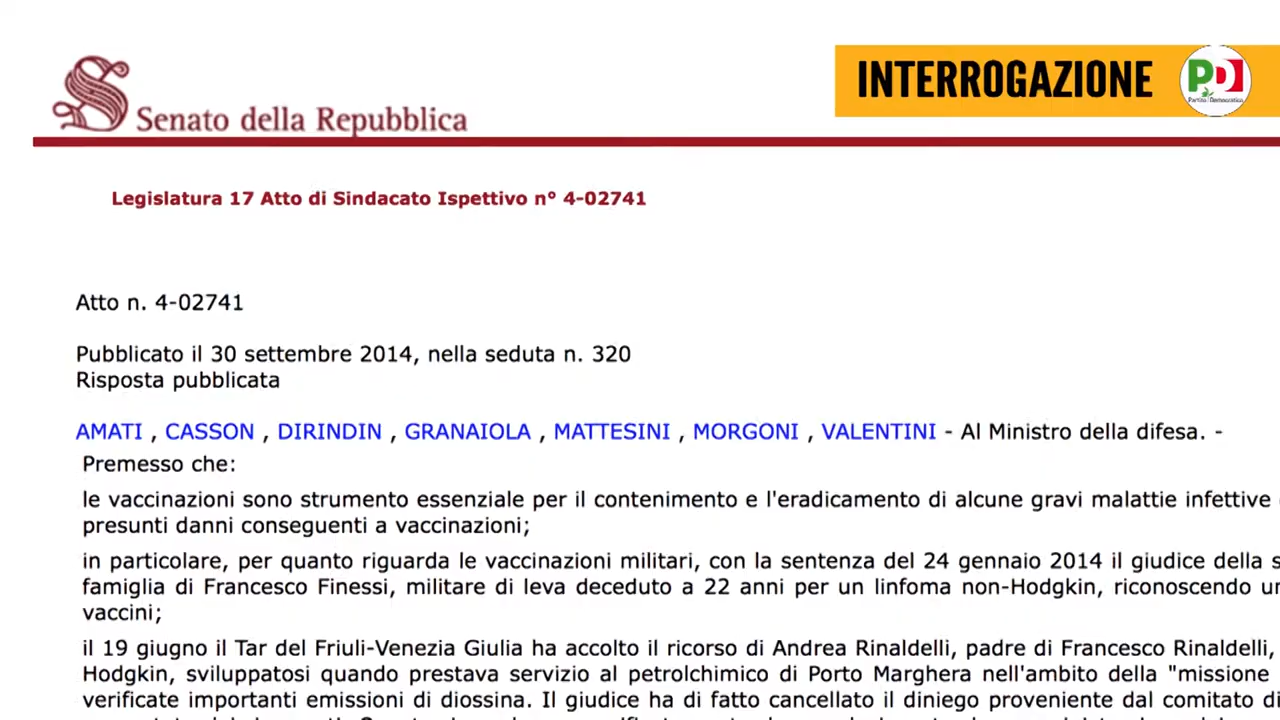 INTERROGAZIONE
PD
Partito Democratico
Senato della Repubblica
Legislatura 17 Atto di Sindacato Ispettivo n° 4-02741
Atto n. 4-02741
Pubblicato il 30 settembre 2014, nella seduta n. 320
Risposta pubblicata
AMATI , CASSON , DIRINDIN , GRANAIOLA , MATTESINI , MORGONI , VALENTINI - Al Ministro della difesa. -
Premesso che:
le vaccinazioni sono strumento essenziale per il contenimento e l'eradicamento di alcune gravi malattie infettive
presunti danni conseguenti a vaccinazioni;
in particolare, per quanto riguarda le vaccinazioni militari, con la sentenza del 24 gennaio 2014 il giudice della
famiglia di Francesco Finessi, militare di leva deceduto a 22 anni per un linfoma non-Hodgkin, riconoscendo
vaccini;
il 19 giugno il Tar del Friuli-Venezia Giulia ha accolto il ricorso di Andrea Rinaldelli, padre di Francesco Rinaldelli,
Hodgkin, sviluppatosi quando prestava servizio al petrolchimico di Porto Marghera nell'ambito della "missione
verificate importanti emissioni di diossina. Il giudice ha di fatto cancellato il diniego proveniente dal comitato